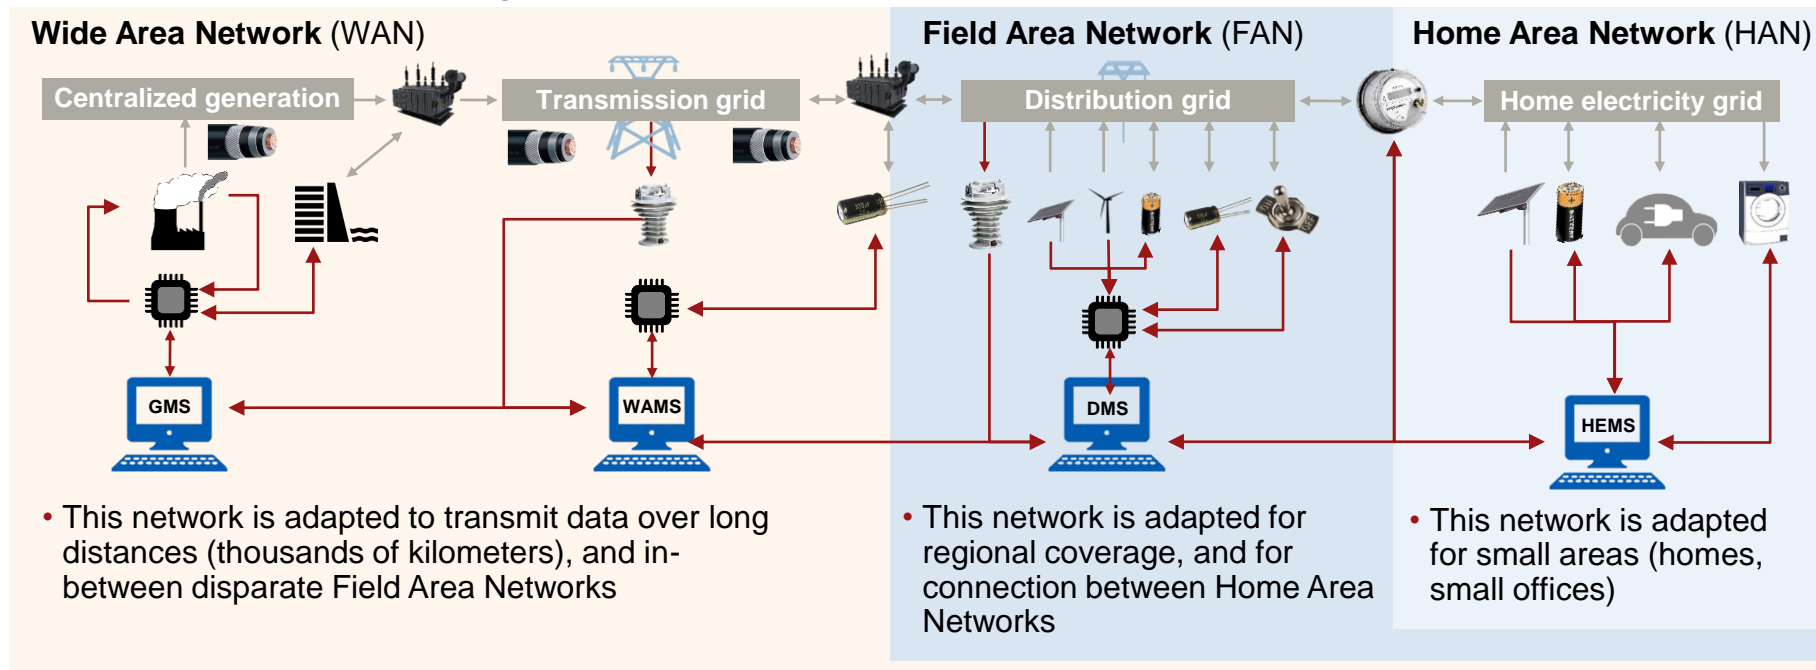 Wide Area Network (WAN)
Field Area Network (FAN)
Home Area Network (HAN)
Centralized generation
Transmission grid
Distribution grid
Home electricity grid
GMS
WAMS
DMS
HEMS
• This network is adapted to transmit data over long
distances (thousands of kilometers), and in-
between disparate Field Area Networks
• This network is adapted for
regional coverage, and for
connection between Home Area
Networks
• This network is adapted
for small areas (homes,
small offices)